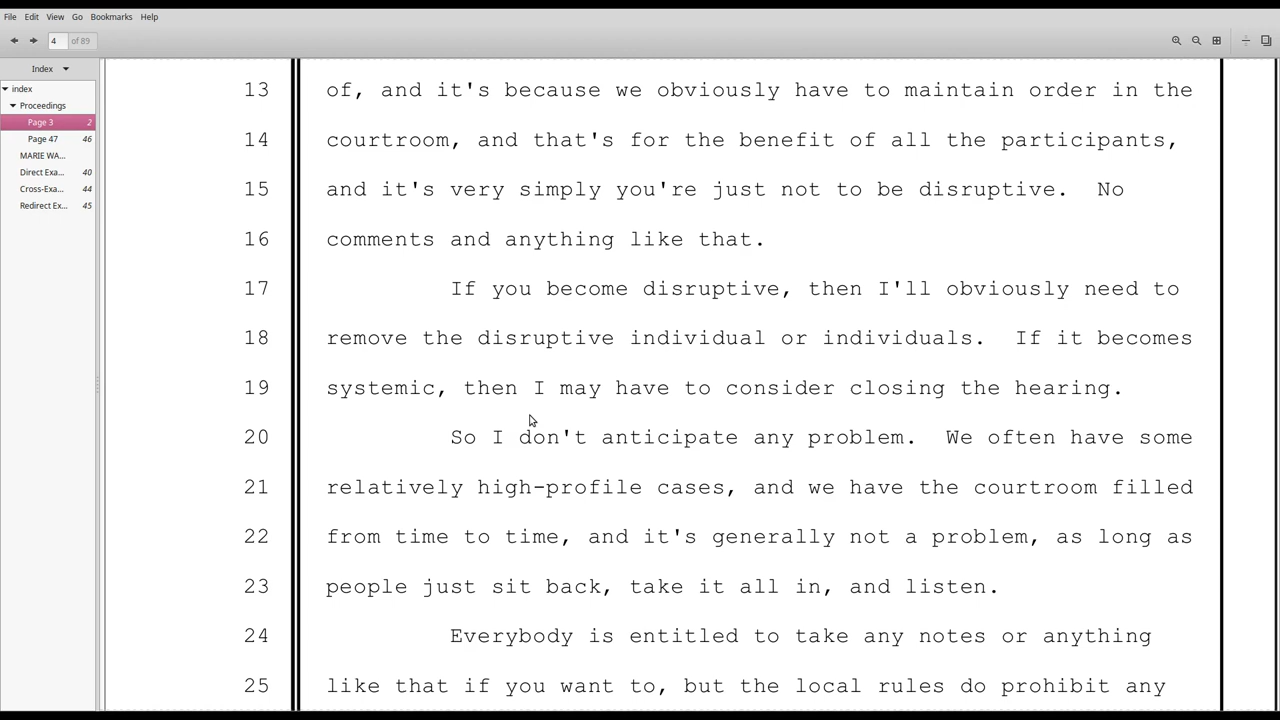 File Edit View Go Bookmarks Help
4 of 89
Index
index
Proceedings
Page 3 2
Page 47 46
MARIE WA...
Direct Exa... 40
Cross-Exa... 44
Redirect Ex... 45
13 of, and it's because we obviously have to maintain order in the
14 courtroom, and that's for the benefit of all the participants,
15 and it's very simply you're just not to be disruptive.  No
16 comments and anything like that.
17 If you become disruptive, then I'll obviously need to
18 remove the disruptive individual or individuals.  If it becomes
19 systemic, then I may have to consider closing the hearing.
20 So I don't anticipate any problem.  We often have some
21 relatively high-profile cases, and we have the courtroom filled
22 from time to time, and it's generally not a problem, as long as
23 people just sit back, take it all in, and listen.
24 Everybody is entitled to take any notes or anything
25 like that if you want to, but the local rules do prohibit any